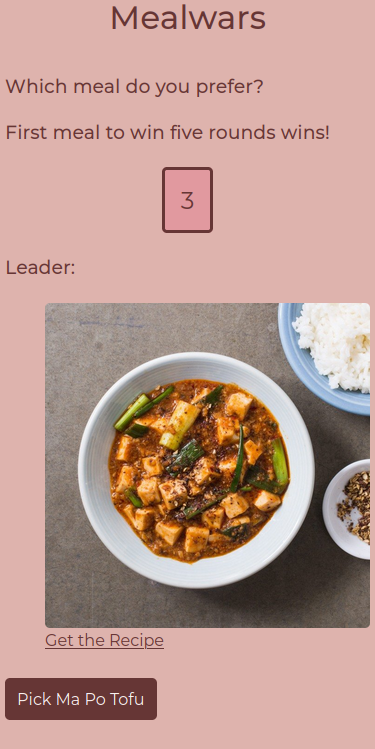 Mealwars
Which meal do you prefer?
First meal to win five rounds wins!
3
Leader:
Get the Recipe
Pick Ma Po Tofu